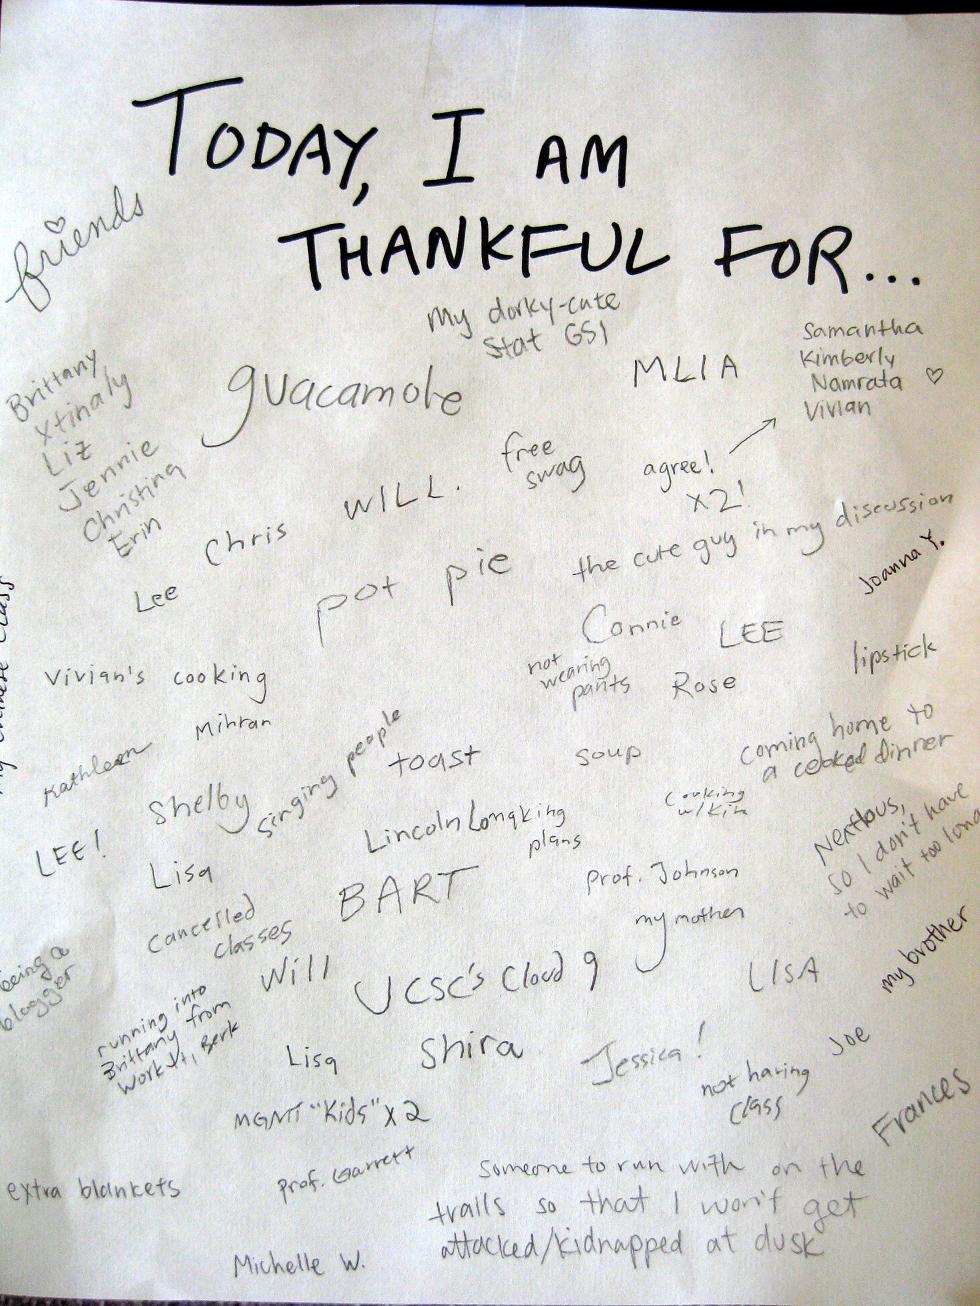 TODAY, I AM
THANKFUL FOR...
friends
My dorky-cute
Stat GSI
Samantha
Kimberly
Namrata ♡
Vivian
MLIA
guacamole
Brittany
Xtinaly
Liz
Jennie
Christing
Erin
free
swag
agree!
x2!
WILL.
Chris
the cute guy in my discussion
Joanna Y.
Lee
pot pie
Connie
LEE
lipstick
Vivian's cooking
not
wearing
pants
Rose
Mihran
Kathleen
singing people
toast
soup
coming home to
a cooked dinner
Shelby
Lincoln
making
plans
cooking
w/ Kim
Nextbus,
so I don't have
to wait too long
LEE!
Lisa
BART
Prof. Johnson
my mother
cancelled
classes
my brother
being a
blogger
Will
UCSC's Cloud 9
LISA
running into
Brittany from
Berk
Lisa
Shira
Jessica!
Joe
not having
class
Frances
MGMT "Kids" x2
Prof. Garrett
extra blankets
Someone to run with on the
trails so that I won't get
attacked/kidnapped at dusk
Michelle W.